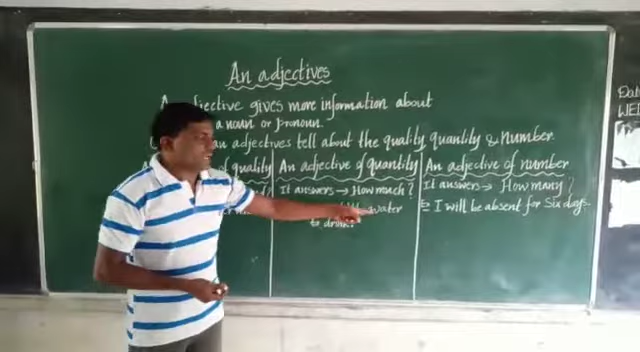 An adjectives
adjective gives more information about
a noun or pronoun.
an adjectives tell about the quality, quantity & number
of quality
An adjective of quantity
It answers → How much?
water
to drink.
An adjective of number
It answers → How many?
I will be absent for six days.